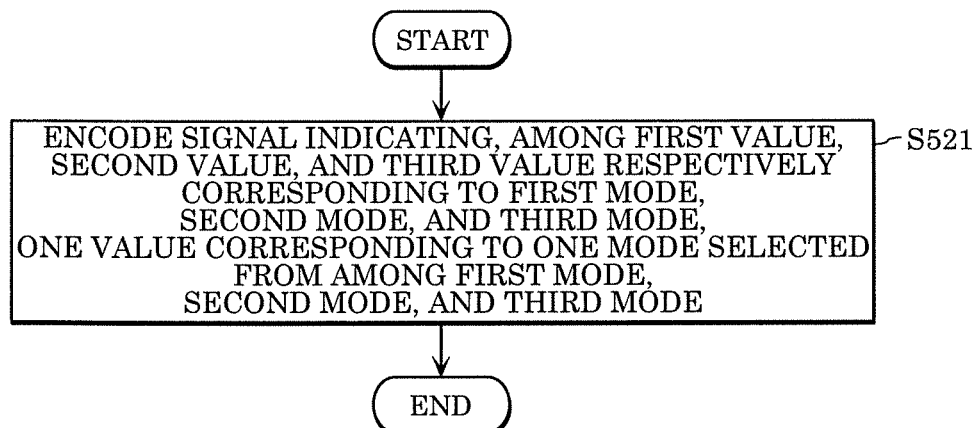 START
ENCODE SIGNAL INDICATING, AMONG FIRST VALUE,
SECOND VALUE, AND THIRD VALUE RESPECTIVELY
CORRESPONDING TO FIRST MODE,
SECOND MODE, AND THIRD MODE,
ONE VALUE CORRESPONDING TO ONE MODE SELECTED
FROM AMONG FIRST MODE,
SECOND MODE, AND THIRD MODE
S521
END